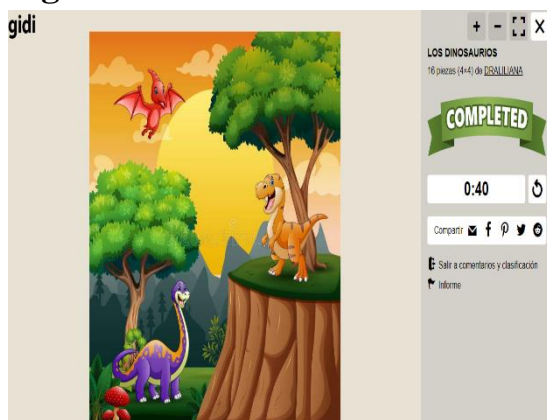 gidi
+ -
X
LOS DINOSAURIOS
16 piezas (4×4) de DRALILIANA
COMPLETED
0:40
Compartir
Salir a comentarios y clasificación
Informe